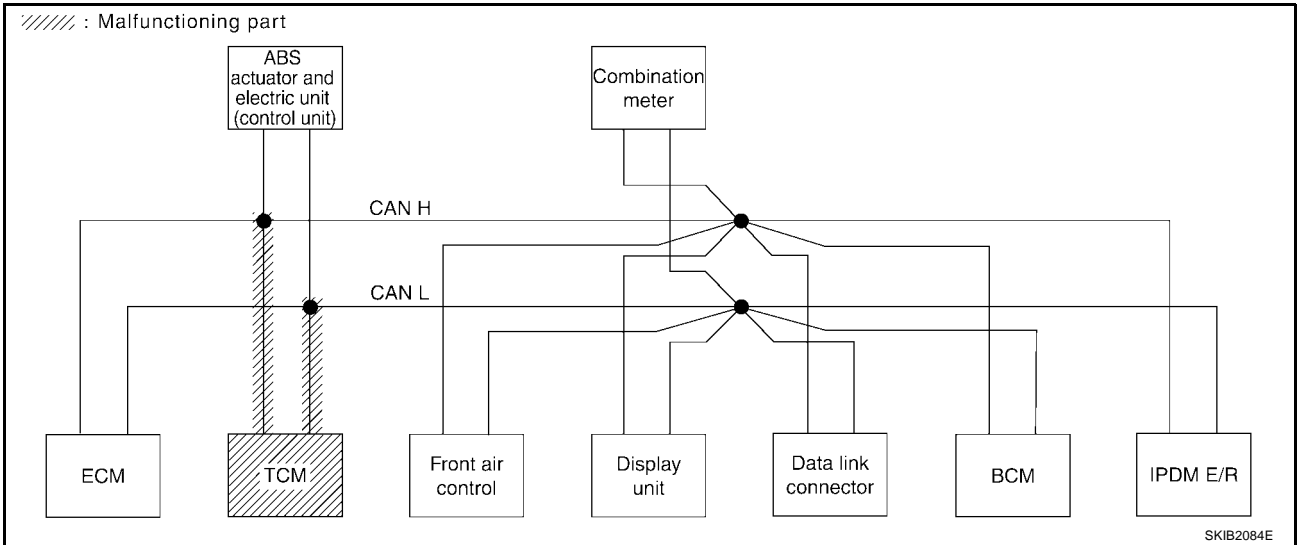 : Malfunctioning part
ABS
actuator and
electric unit
(control unit)
Combination
meter
CAN H
CAN L
ECM
TCM
Front air
control
Display
unit
Data link
connector
BCM
IPDM E/R
SKIB2084E